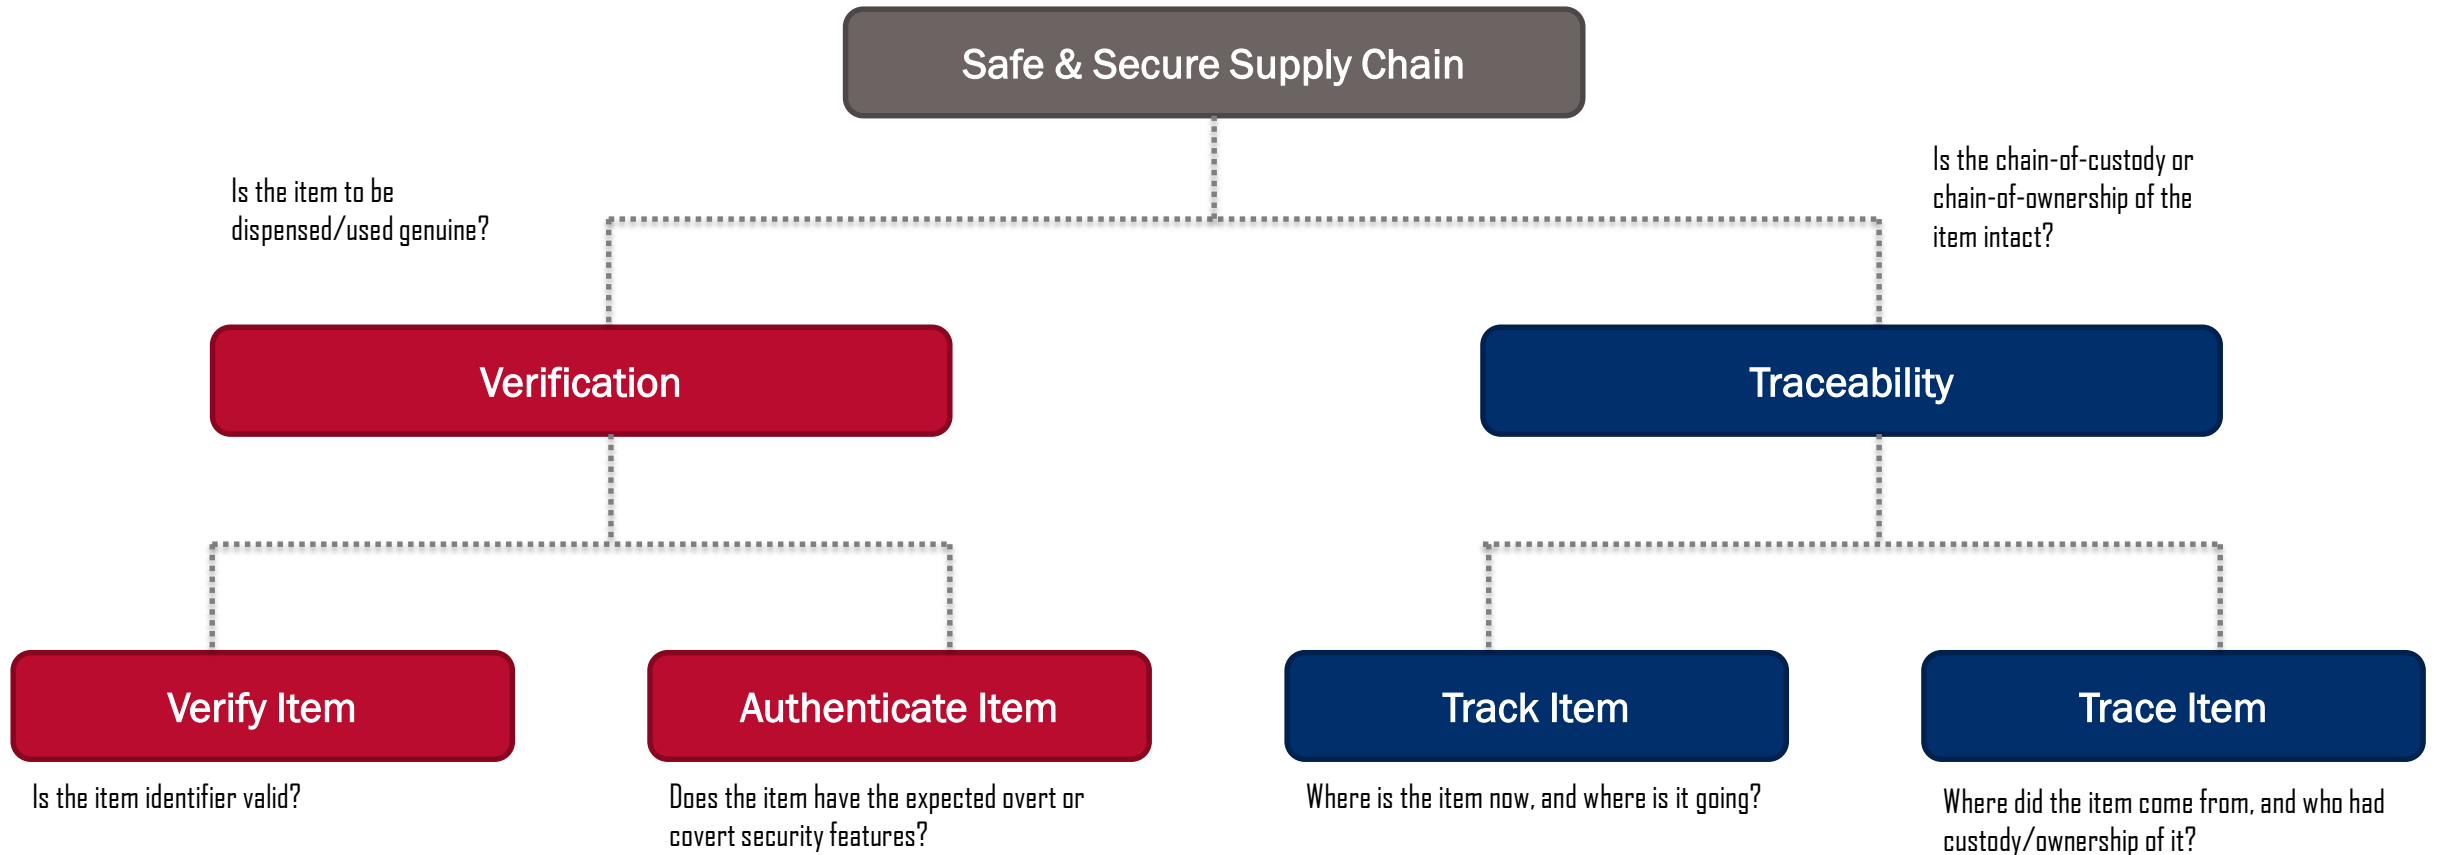 Safe & Secure Supply Chain
Is the item to be
dispensed/used genuine?
Is the chain-of-custody or
chain-of-ownership of the
item intact?
Verification
Traceability
Verify Item
Authenticate Item
Track Item
Trace Item
Is the item identifier valid?
Does the item have the expected overt or
covert security features?
Where is the item now, and where is it going?
Where did the item come from, and who had
custody/ownership of it?